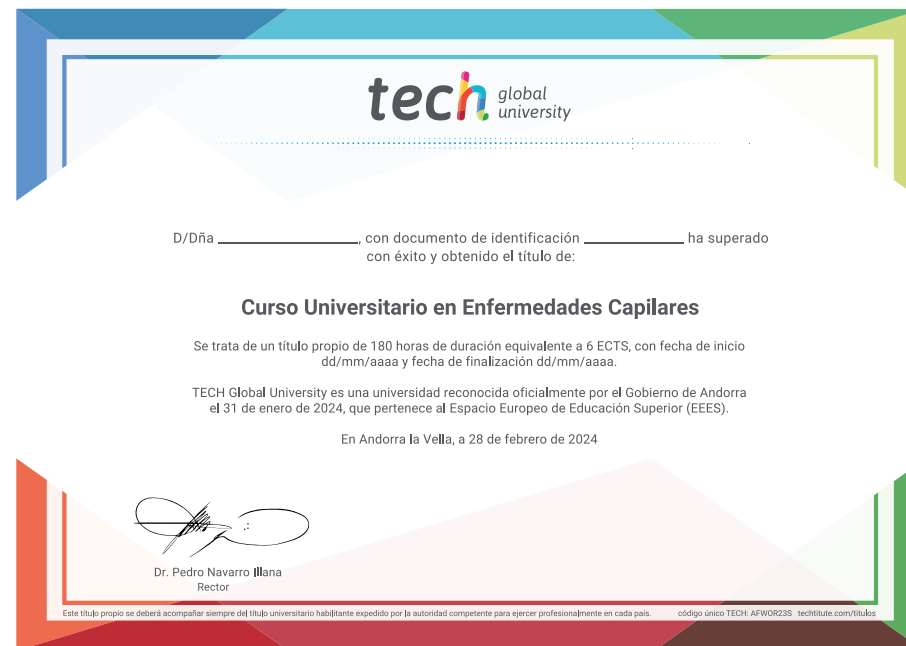 tech global university
D/Dña ____________, con documento de identificación ____________ ha superado
con éxito y obtenido el título de:
Curso Universitario en Enfermedades Capilares
Se trata de un título propio de 180 horas de duración equivalente a 6 ECTS, con fecha de inicio
dd/mm/aaaa y fecha de finalización dd/mm/aaaa.
TECH Global University es una universidad reconocida oficialmente por el Gobierno de Andorra
el 31 de enero de 2024, que pertenece al Espacio Europeo de Educación Superior (EEES).
En Andorra la Vella, a 28 de febrero de 2024
Dr. Pedro Navarro Illana
Rector
Este título propio se deberá acompañar siempre del título universitario habilitante expedido por la autoridad competente para ejercer profesionalmente en cada país. código único TECH: AFWOR23S techtitute.com/titulos